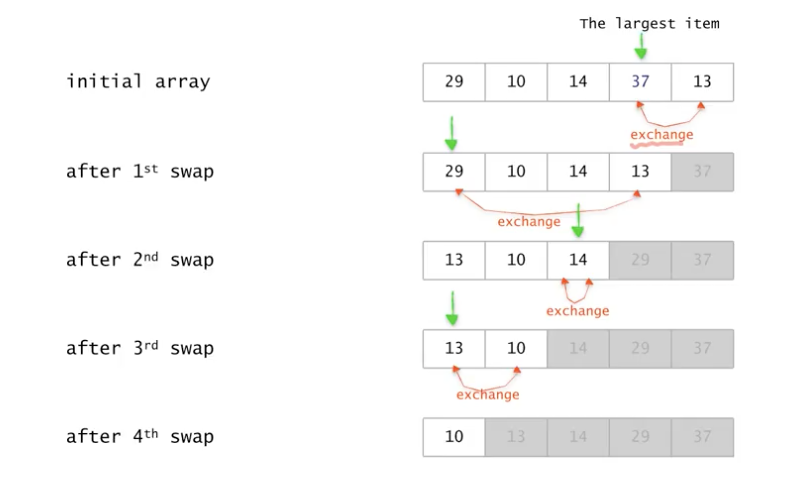 The largest item
initial array 29 10 14 37 13
exchange
after 1st swap 29 10 14 13 37
exchange
after 2nd swap 13 10 14 29 37
exchange
after 3rd swap 13 10 14 29 37
exchange
after 4th swap 10 13 14 29 37